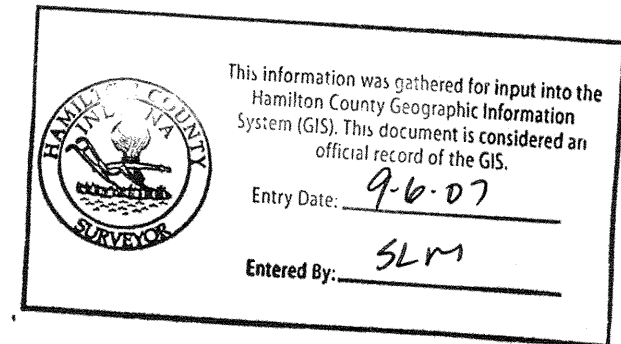 This information was gathered for input into the
Hamilton County Geographic Information
System (GIS). This document is considered an
official record of the GIS.
Entry Date: 9-6-07
Entered By: SLM
HAMILTON COUNTY
INDIANA
SURVEYOR